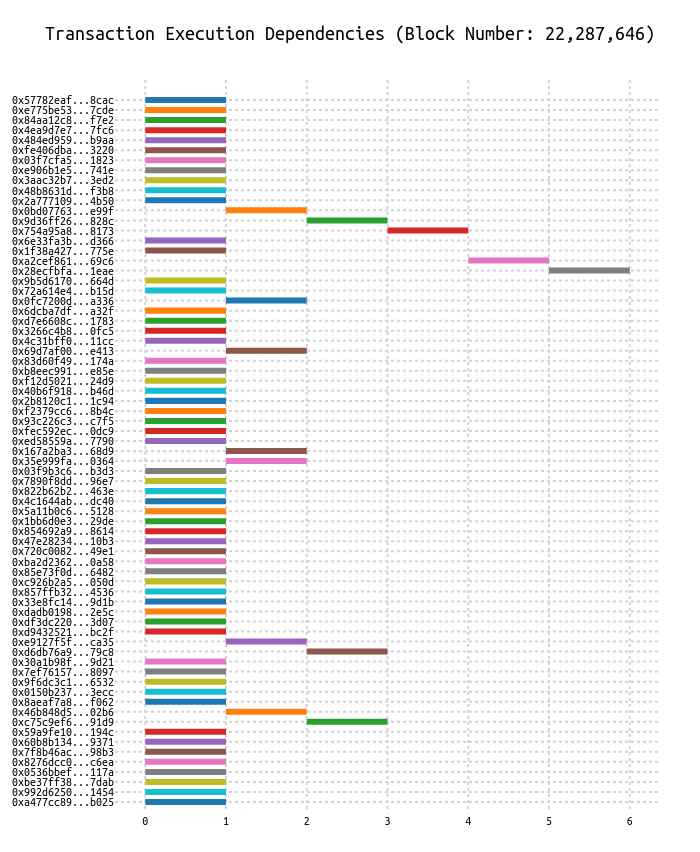 Transaction Execution Dependencies (Block Number: 22,287,646)
0x57782eaf...8cac
0xe775be53...7cde
0x84aa12c8...f7e2
0x4ea9d7e7...7fc6
0x484ed959...b9aa
0xfe406dba...3220
0x03f7cfa5...1823
0xe906b1e5...741e
0x3aac32b7...3ed2
0x48b8631d...f3b8
0x2a777109...4b50
0x0bd07763...e99f
0x9d36ff26...828c
0x754a95a8...8173
0x6e33fa3b...d366
0x1f38a427...775e
0xa2cef861...69c6
0x28ecfbfa...1eae
0x9b5d6170...664d
0x72a614e4...b15d
0x0fc7200d...a336
0x6dcba7df...a32f
0xd7e6608c...1783
0x3266c4b8...0fc5
0x4c31bff0...11cc
0x69d7af00...e413
0x83d60f49...174a
0xb8eec991...e85e
0xf12d5021...24d9
0x40b6f918...b46d
0x2b8120c1...1c94
0xf2379cc6...8b4c
0x93c226c3...c7f5
0xfec592ec...0dc9
0xed58559a...7790
0x167a2ba3...68d9
0x35e999fa...0364
0x03f9b3c6...b3d3
0x7890f8dd...96e7
0x822b62b2...463e
0x4c1644ab...dc40
0x5a11b0c6...5128
0x1bb6d0e3...29de
0x854692a9...8614
0x47e28234...10b3
0x720c0082...49e1
0xba2d2362...0a58
0x85e73f0d...6482
0xc926b2a5...050d
0x857ffb32...4536
0x33e8fc14...9d1b
0xdadb0198...2e5c
0xdf3dc220...3d07
0xd9432521...bc2f
0xe9127f5f...ca35
0xd6db76a9...79c8
0x30a1b98f...9d21
0x7ef76157...8097
0x9f6dc3c1...6532
0x0150b237...3ecc
0x8aeaf7a8...f062
0x46b848d5...02b6
0xc75c9ef6...91d9
0x59a9fe10...194c
0x60b8b134...9371
0x7f8b46ac...98b3
0x8276dcc0...c6ea
0x0536bbef...117a
0xbe37ff38...7dab
0x992d6250...1454
0xa477cc89...b025
0 1 2 3 4 5 6